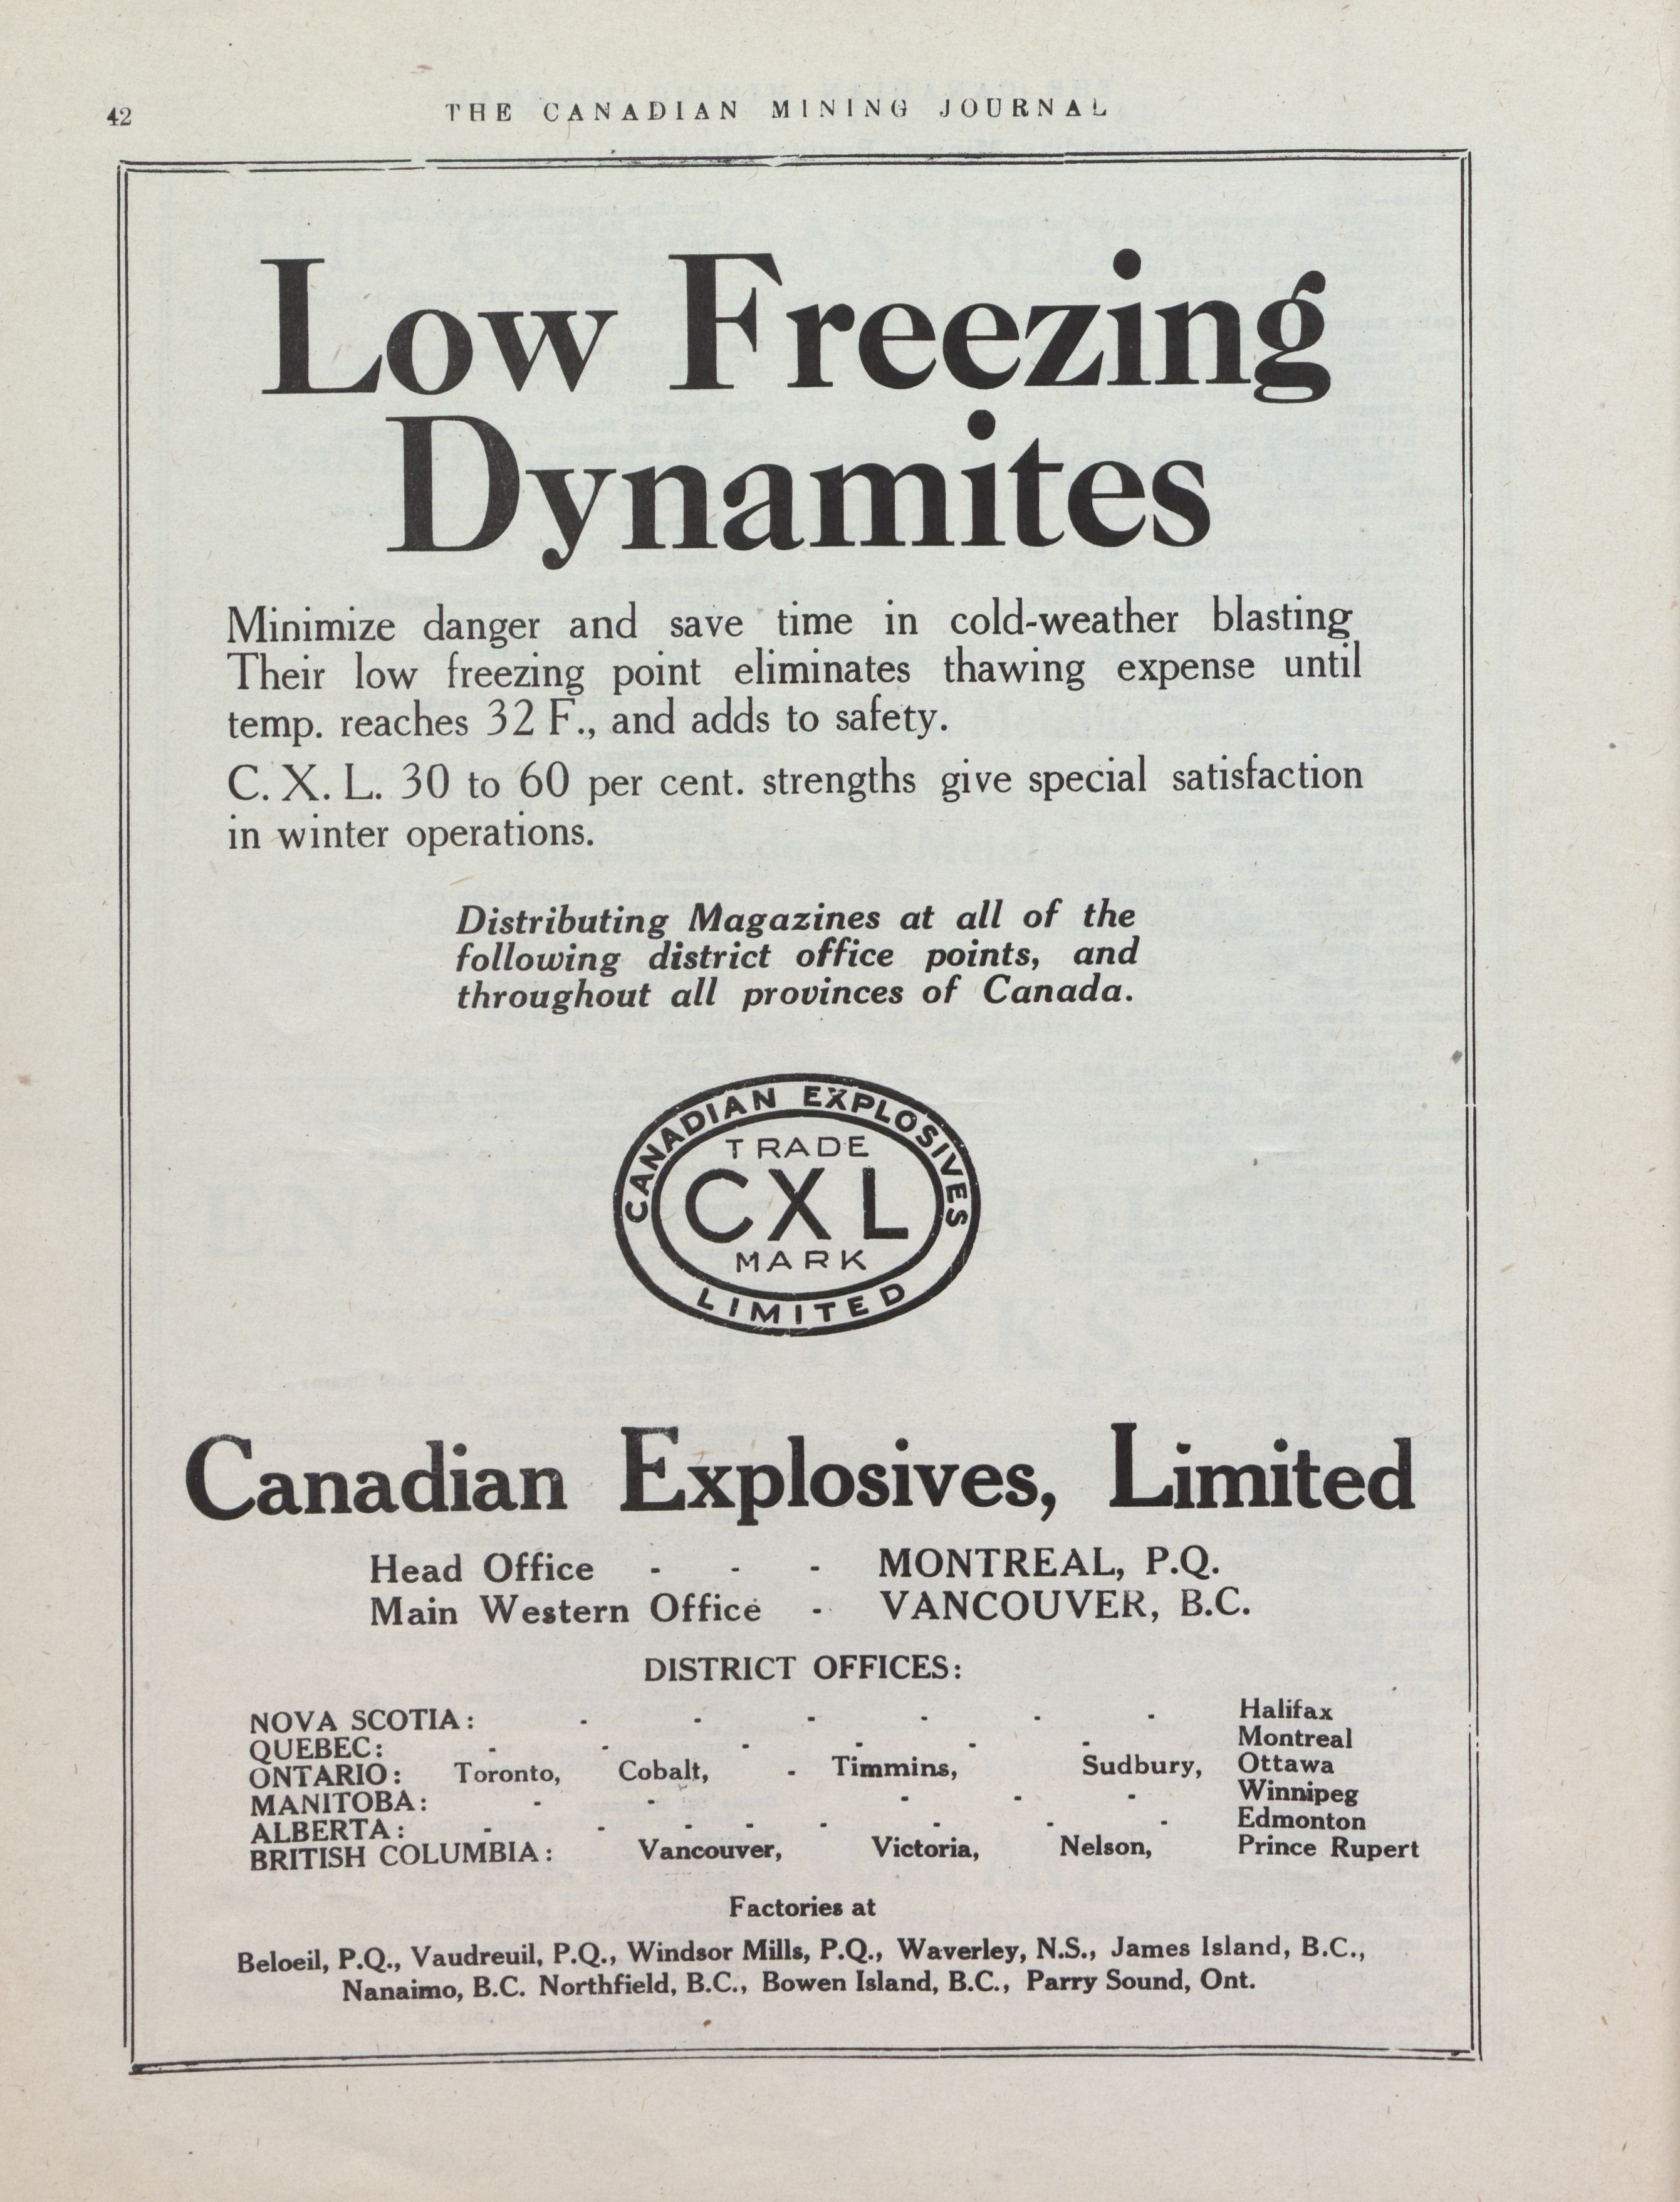 42
THE CANADIAN MINING JOURNAL
Low Freezing
Dynamites
Minimize danger and save time in cold-weather blasting
Their low freezing point eliminates thawing expense until
temp. reaches 32 F., and adds to safety.
C. X. L. 30 to 60 per cent. strengths give special satisfaction
in winter operations.
Distributing Magazines at all of the
following district office points, and
throughout all provinces of Canada.
CANADIAN EXPLOSIVES
TRADE
CXL
MARK
LIMITED
Canadian Explosives, Limited
Head Office - - - MONTREAL, P.Q.
Main Western Office - VANCOUVER, B.C.
DISTRICT OFFICES:
NOVA SCOTIA: - - - - - - Halifax
QUEBEC: - - - - - - Montreal
ONTARIO: Toronto, Cobalt, - Timmins, Sudbury, Ottawa
MANITOBA: - - - - - Winnipeg
ALBERTA: - - - - - - - - Edmonton
BRITISH COLUMBIA: Vancouver, Victoria, Nelson, Prince Rupert
Factories at
Beloeil, P.Q., Vaudreuil, P.Q., Windsor Mills, P.Q., Waverley, N.S., James Island, B.C.,
Nanaimo, B.C. Northfield, B.C., Bowen Island, B.C., Parry Sound, Ont.